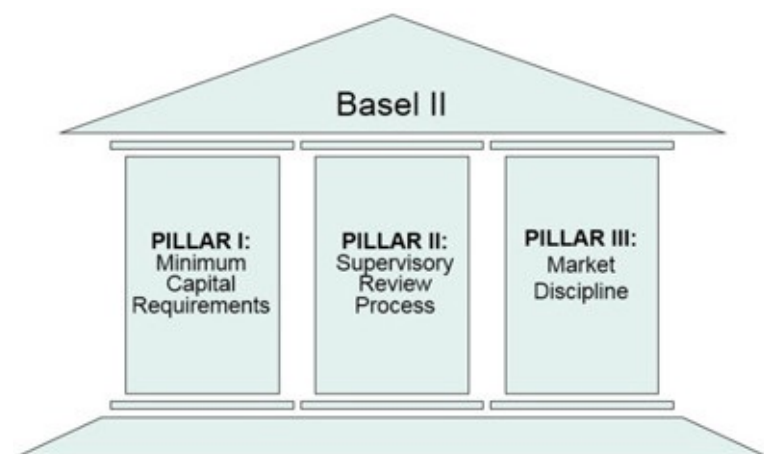 Basel II
PILLAR I:
Minimum
Capital
Requirements
PILLAR II:
Supervisory
Review
Process
PILLAR III:
Market
Discipline